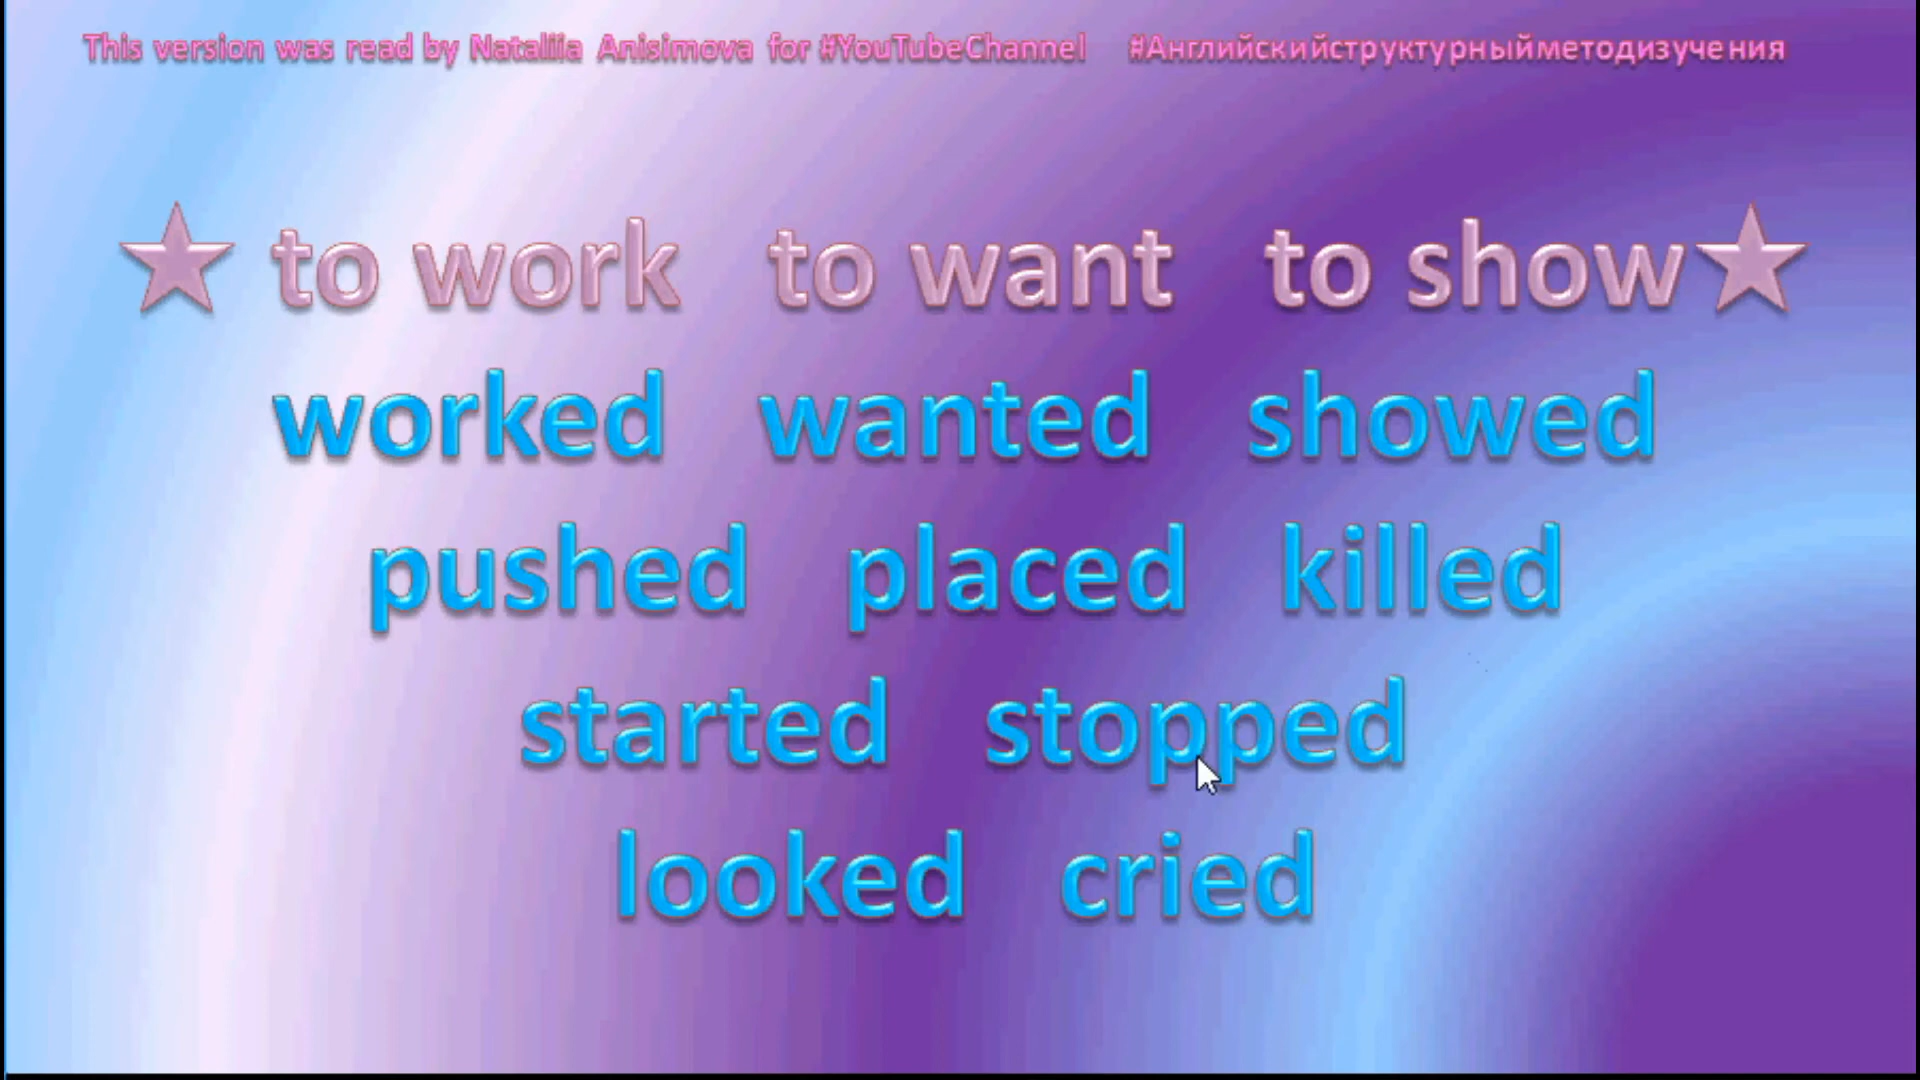 This version was read by Nataliia Anisimova for #YouTubeChannel #Английскийструктурныйметодизучения
★ to work to want to show★
worked wanted showed
pushed placed killed
started stopped
looked cried